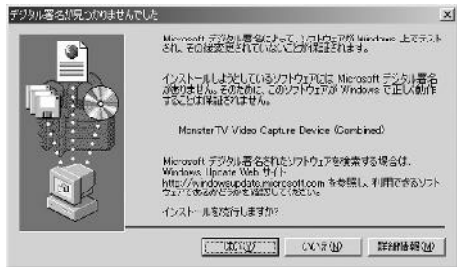 デジタル署名が見つかりませんでした
Microsoft デジタル署名によって、ソフトウェアが Windows 上でテスト
され、その後変更されていないことが保証されます。
インストールしようとしているソフトウェアには Microsoft デジタル署名
がありません。そのために、このソフトウェアが Windows で正しく動作
することは保証されません。
MonsterTV Video Capture Device (Combined)
Microsoft デジタル署名されたソフトウェアを検索する場合は、
Windows Update Web サイト
http://windowsupdate.microsoft.com を参照し、利用できるソフト
ウェアであるかどうかを確認してください。
インストールを続行しますか?
はい(Y)
いいえ(N)
詳細情報(M)